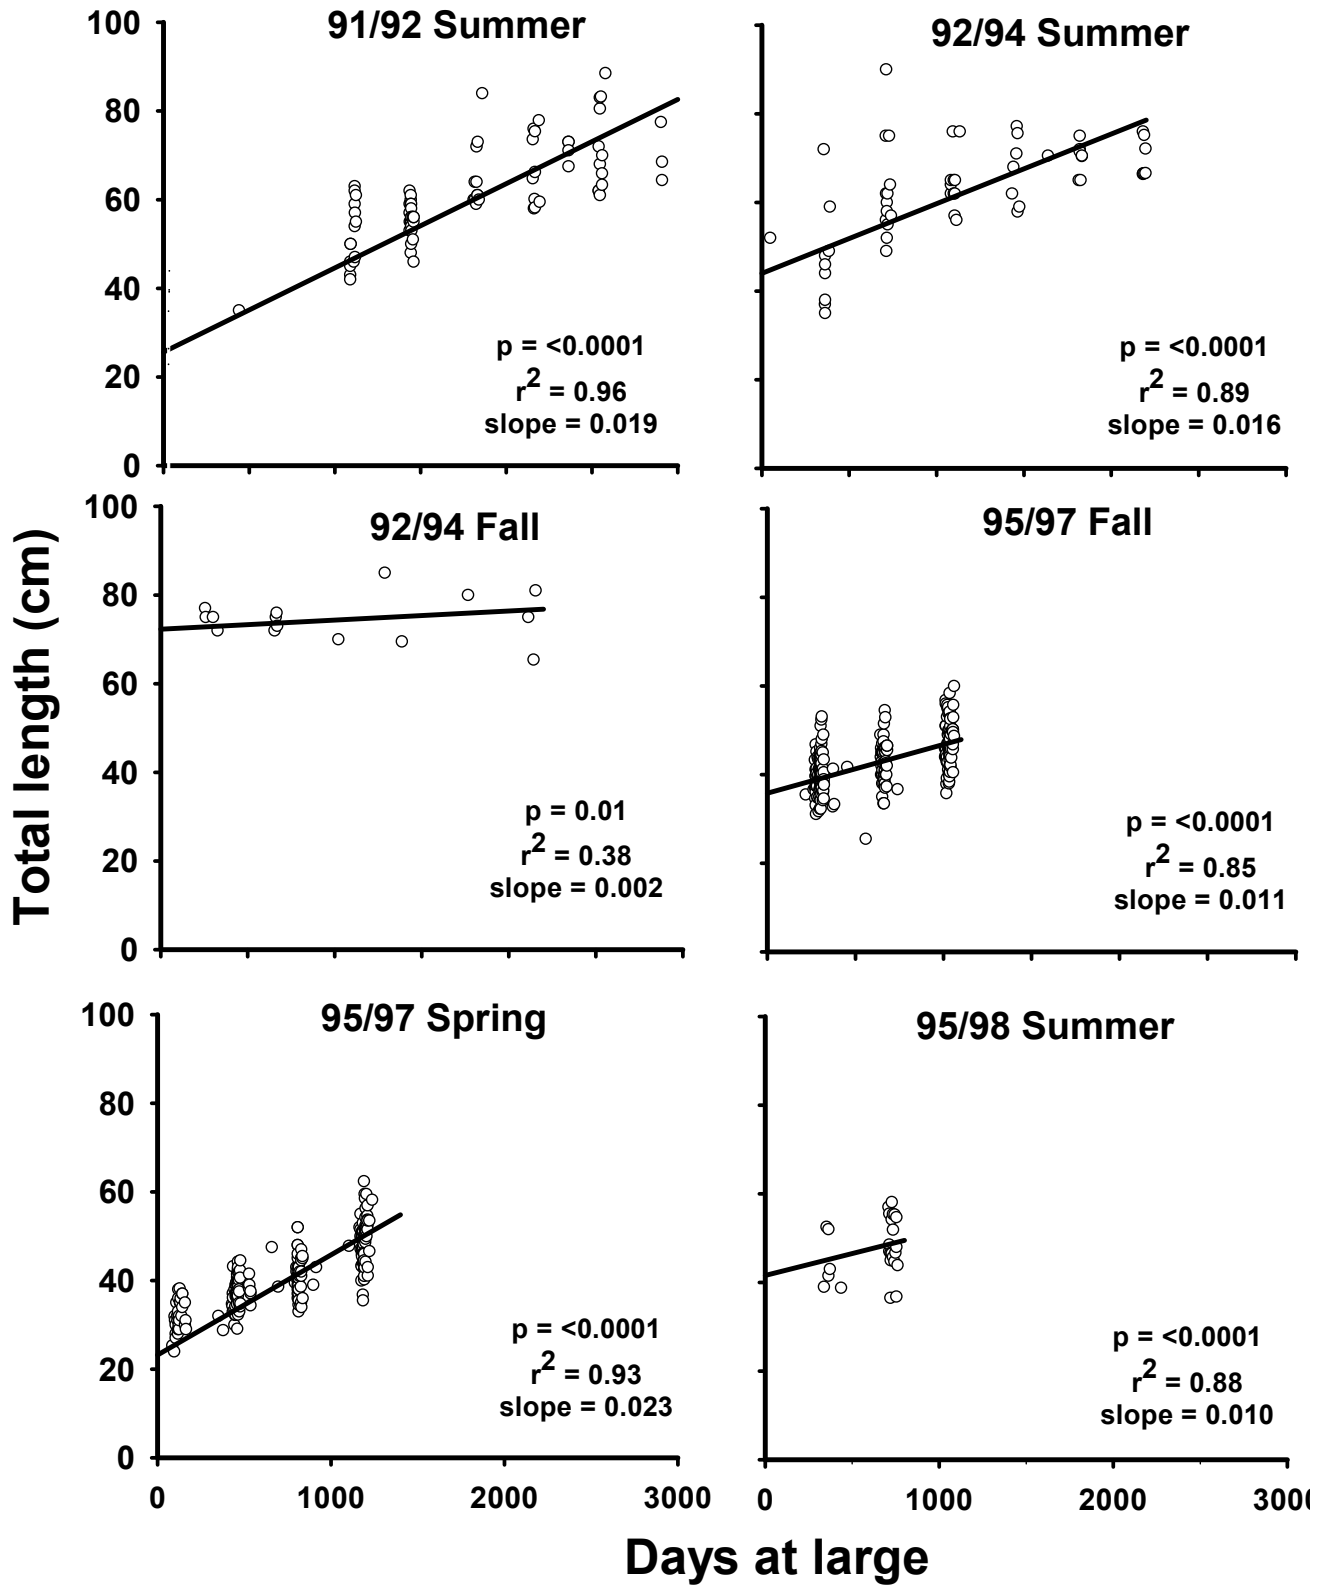 Total length (cm)
91/92 Summer
100
80
60
40
20
0
p = <0.0001
r2 = 0.96
slope = 0.019
92/94 Summer
p = <0.0001
r2 = 0.89
slope = 0.016
92/94 Fall
100
80
60
40
20
0
p = 0.01
r2 = 0.38
slope = 0.002
95/97 Fall
p = <0.0001
r2 = 0.85
slope = 0.011
95/97 Spring
100
80
60
40
20
0
p = <0.0001
r2 = 0.93
slope = 0.023
0 1000 2000 3000
95/98 Summer
p = <0.0001
r2 = 0.88
slope = 0.010
0 1000 2000 3000
Days at large